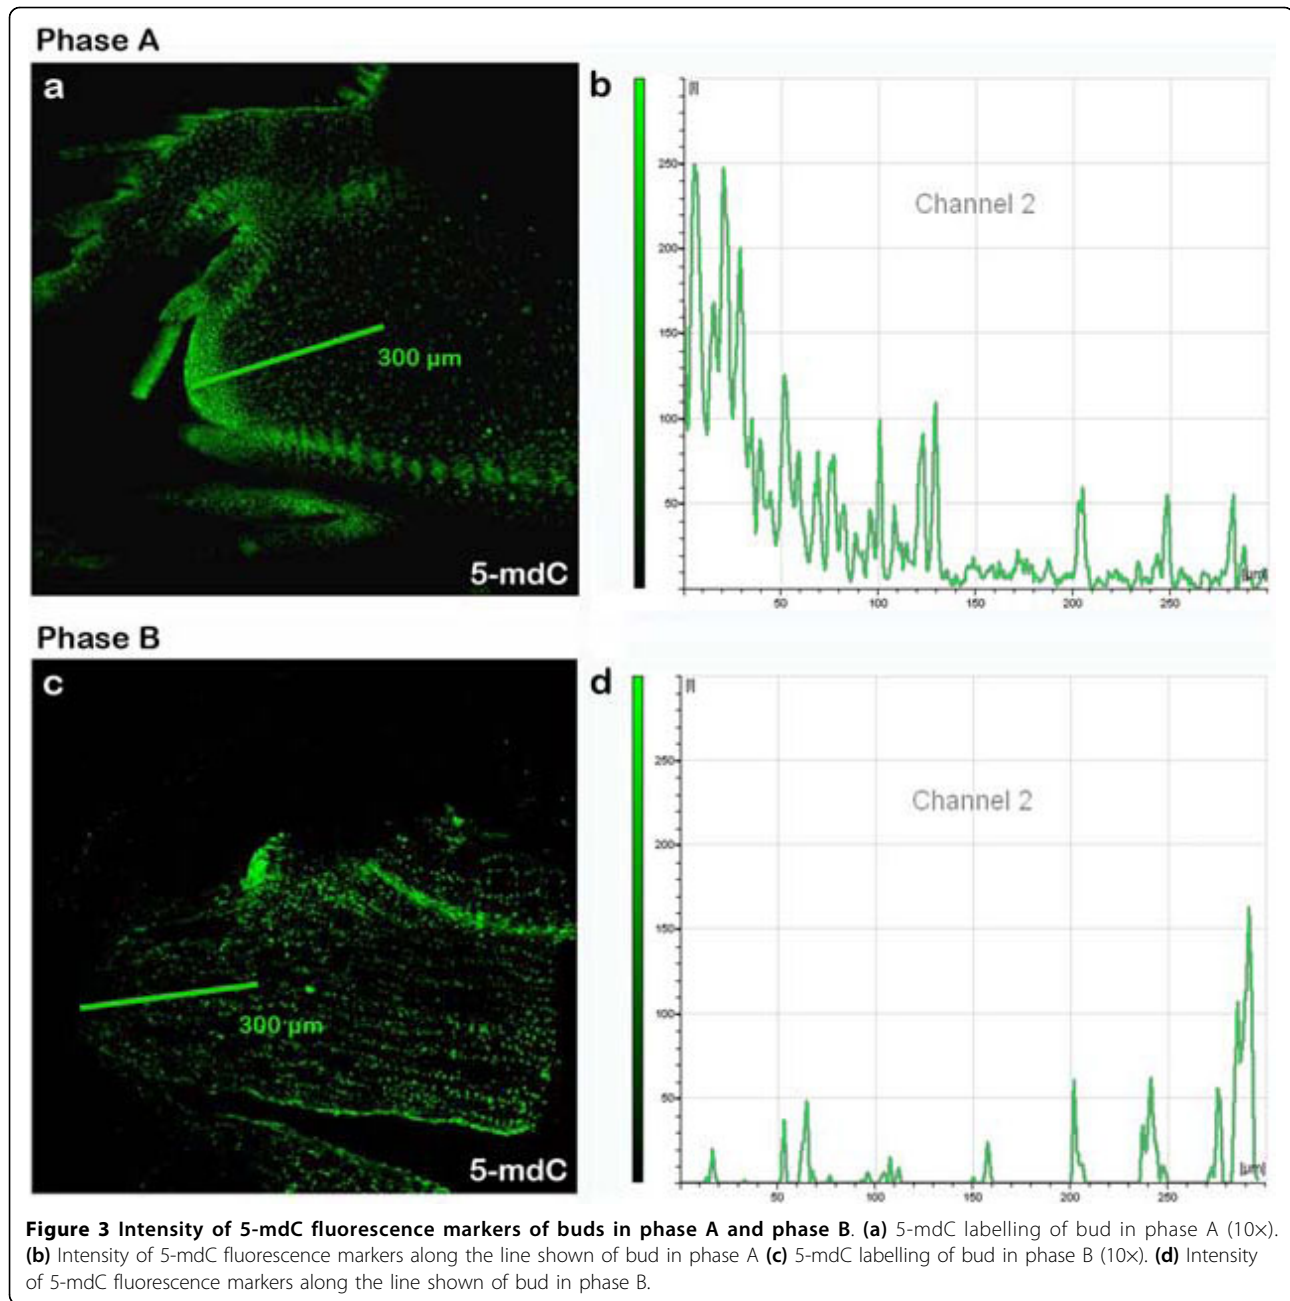 Phase A
a
5-mdC
300 µm
b
[I]
Channel 2
250
200
150
100
50
50 100 150 200 250
[µm]
Phase B
c
300 µm
5-mdC
d
[I]
Channel 2
250
200
150
100
50
50 100 150 200 250
[µm]
Figure 3 Intensity of 5-mdC fluorescence markers of buds in phase A and phase B. (a) 5-mdC labelling of bud in phase A (10×).
(b) Intensity of 5-mdC fluorescence markers along the line shown of bud in phase A (c) 5-mdC labelling of bud in phase B (10×). (d) Intensity
of 5-mdC fluorescence markers along the line shown of bud in phase B.